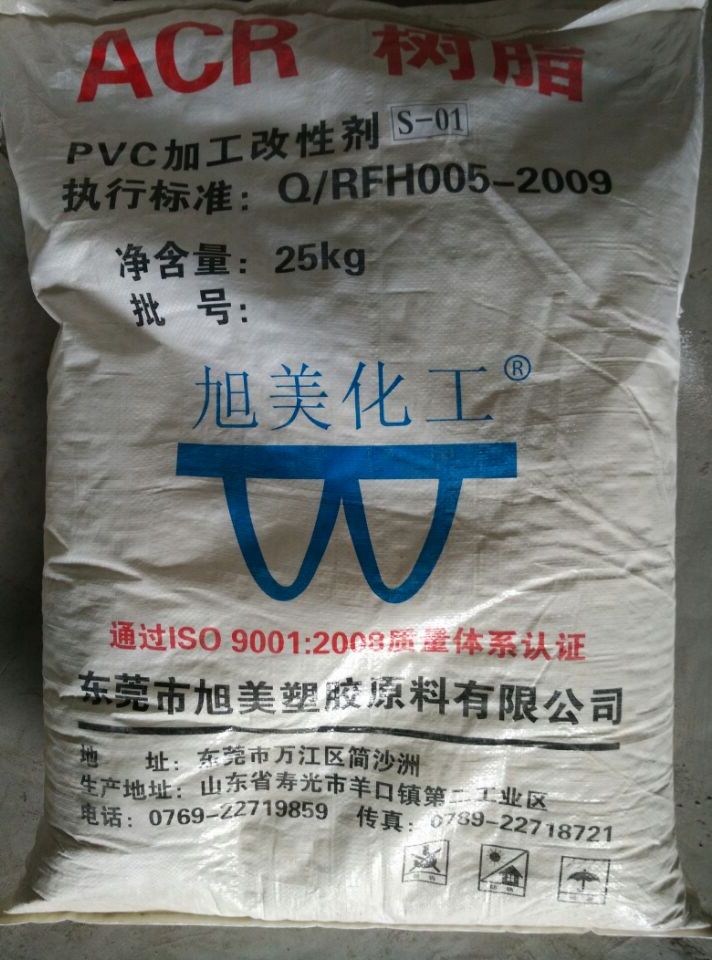 ACR 树脂
PVC加工改性剂 S-01
执行标准: Q/RFH005-2009
净含量: 25kg
批 号:
旭美化工®
通过ISO 9001:2008质量体系认证
东莞市旭美塑胶原料有限公司
地 址: 东莞市万江区简沙洲
生产地址: 山东省寿光市羊口镇第二工业区
电话: 0769-22719859 传真: 0789-22718721